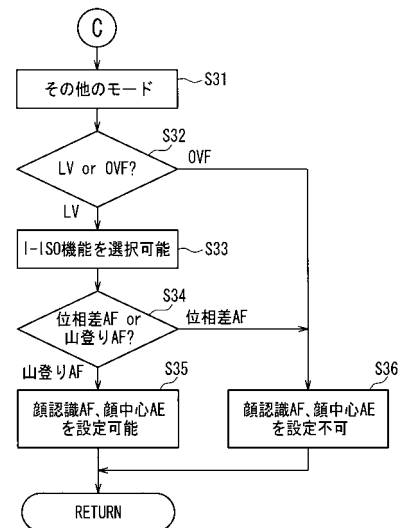 C
その他のモード
S31
S32
LV or OVF?
OVF
LV
I-ISO機能を選択可能
S33
S34
位相差AF or
山登りAF?
位相差AF
山登りAF
S35
S36
顔認識AF、顔中心AE
を設定可能
顔認識AF、顔中心AE
を設定不可
RETURN